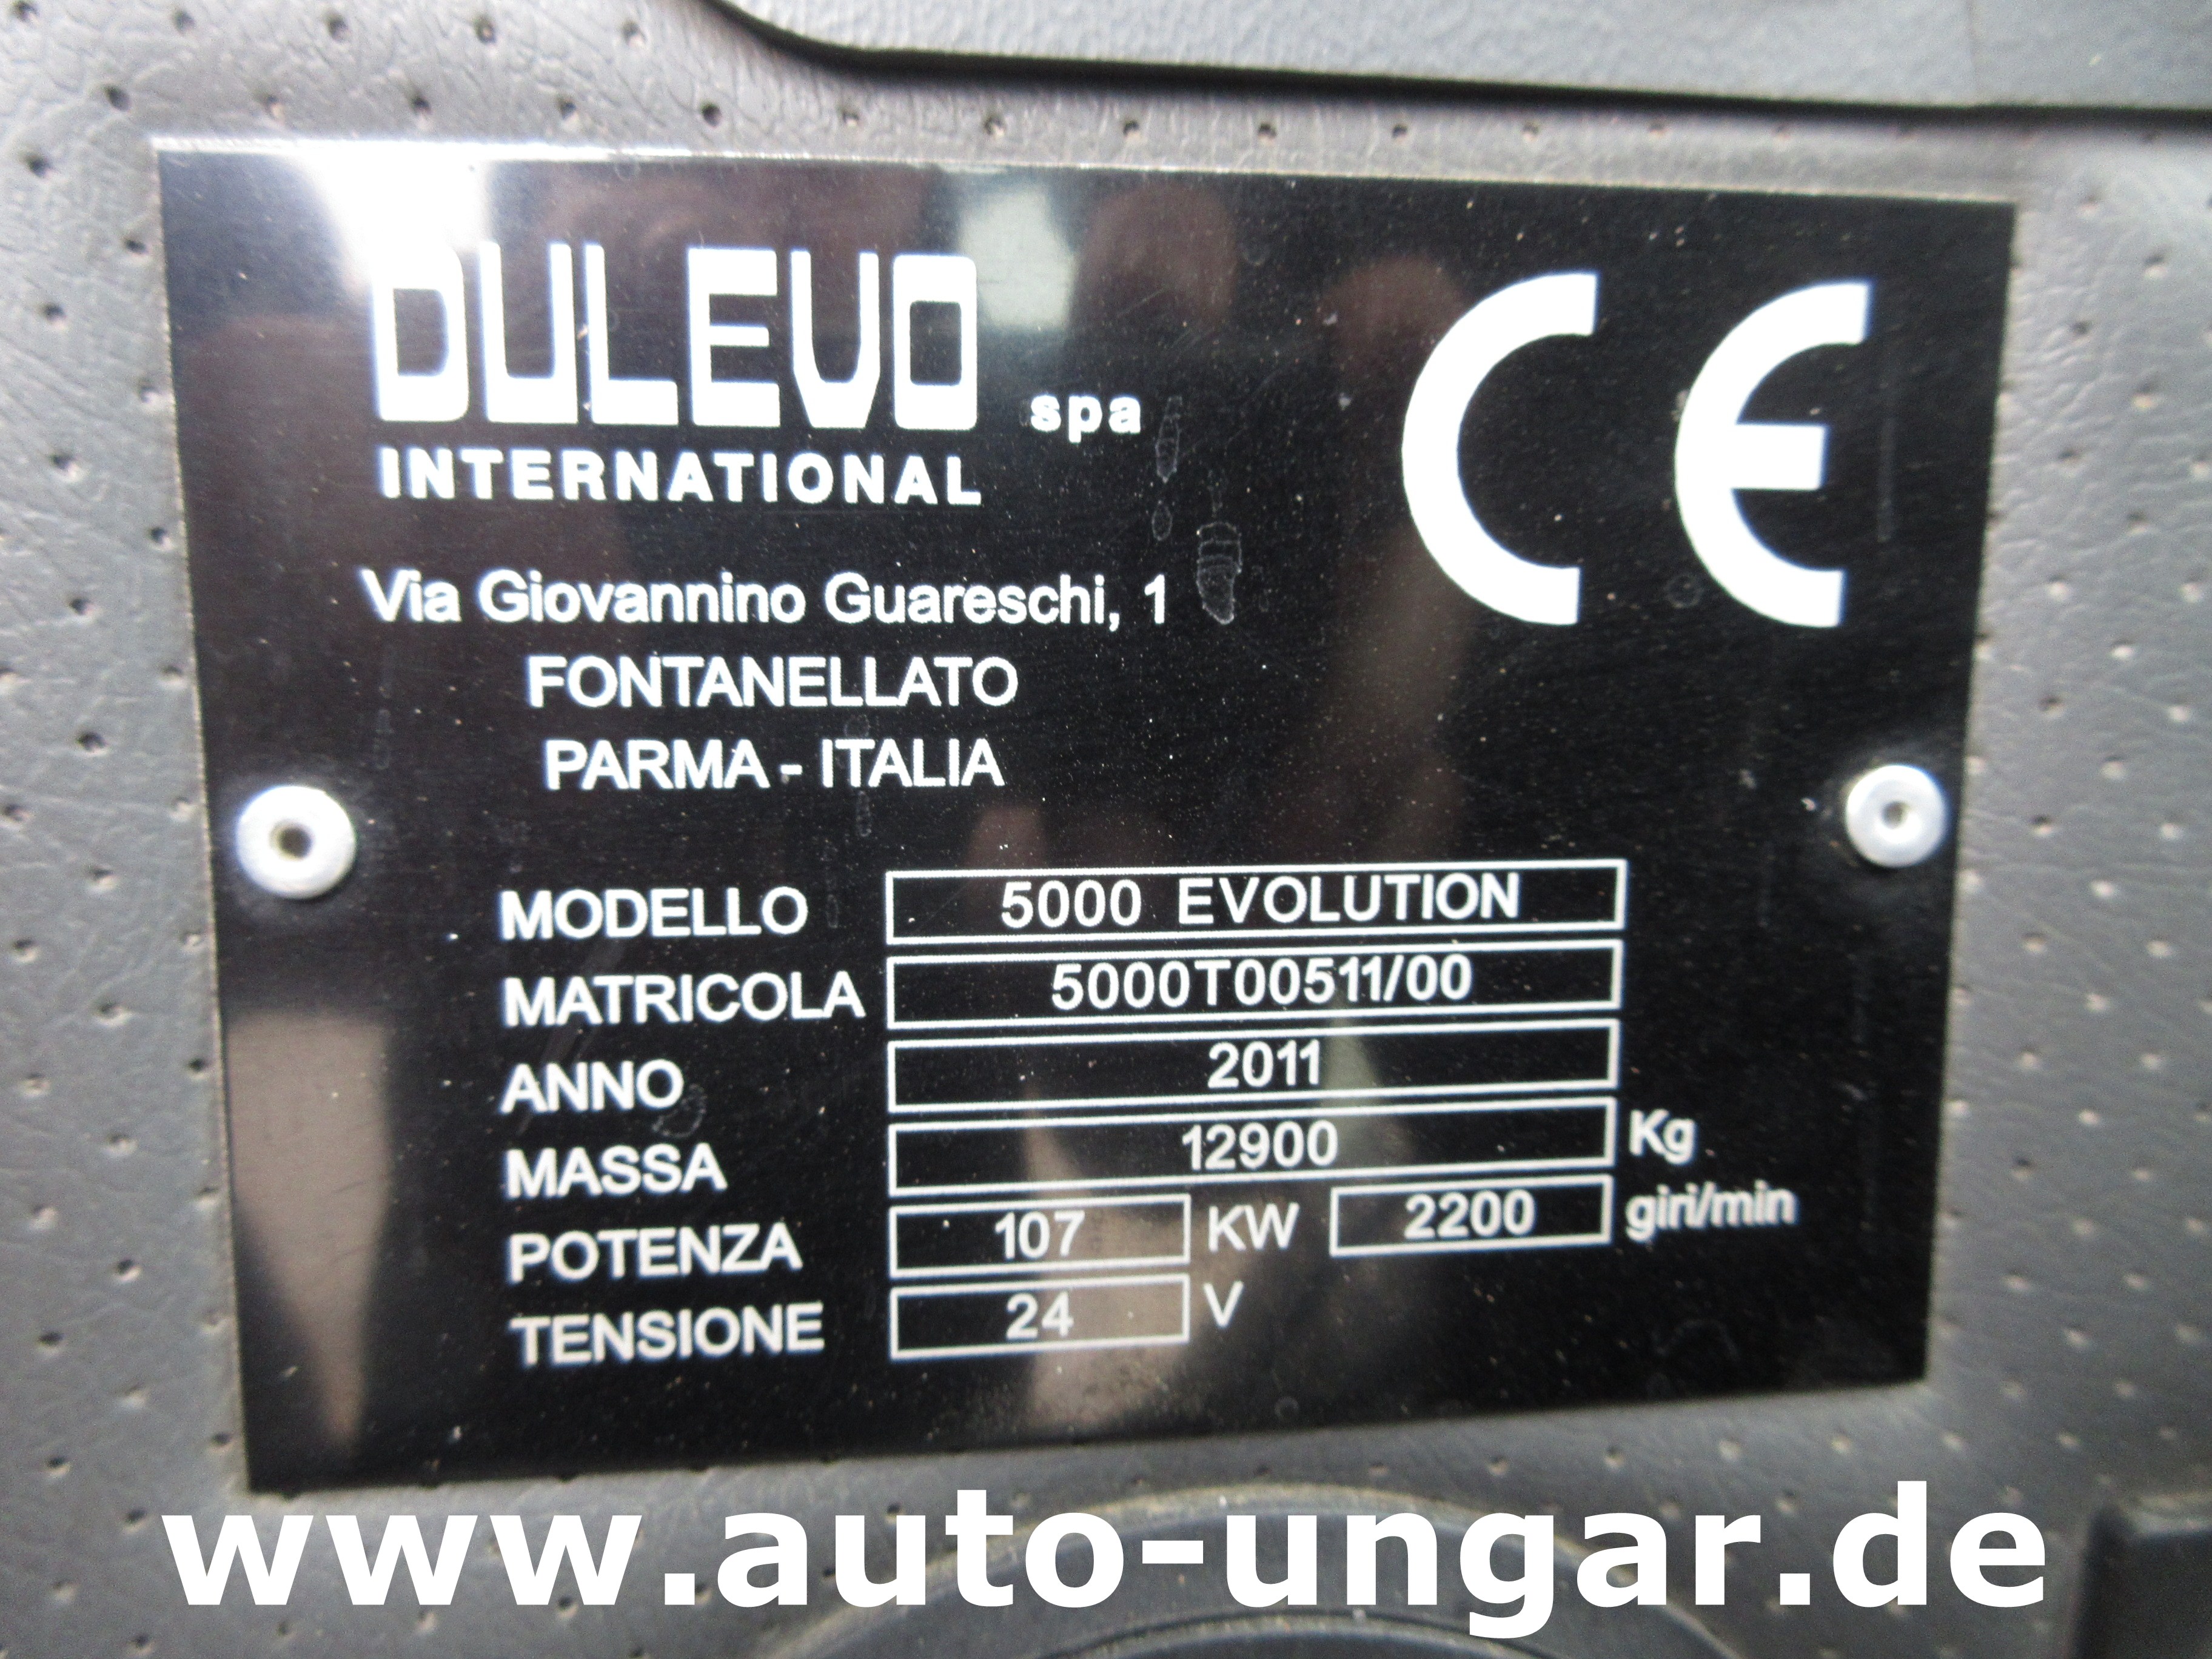 DULEVO spa
INTERNATIONAL
CE
Via Giovannino Guareschi, 1
FONTANELLATO
PARMA - ITALIA
MODELLO 5000 EVOLUTION
MATRICOLA 5000T00511/00
ANNO 2011
MASSA 12900 Kg
POTENZA 107 KW 2200 giri/min
TENSIONE 24 V
www.auto-ungar.de